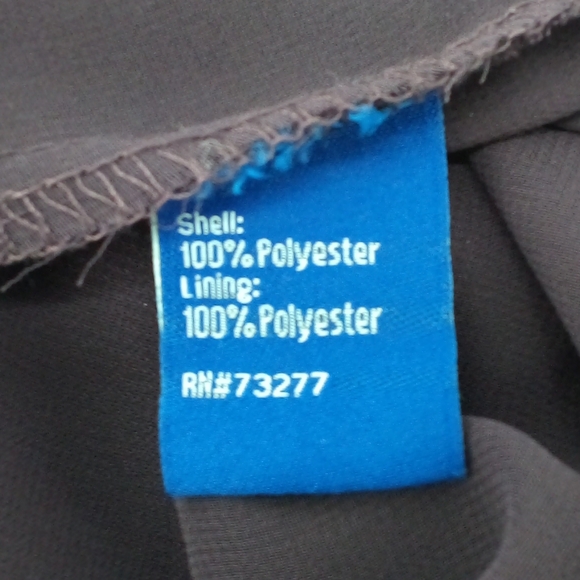 Shell:
100% Polyester
Lining:
100% Polyester
RN#73277